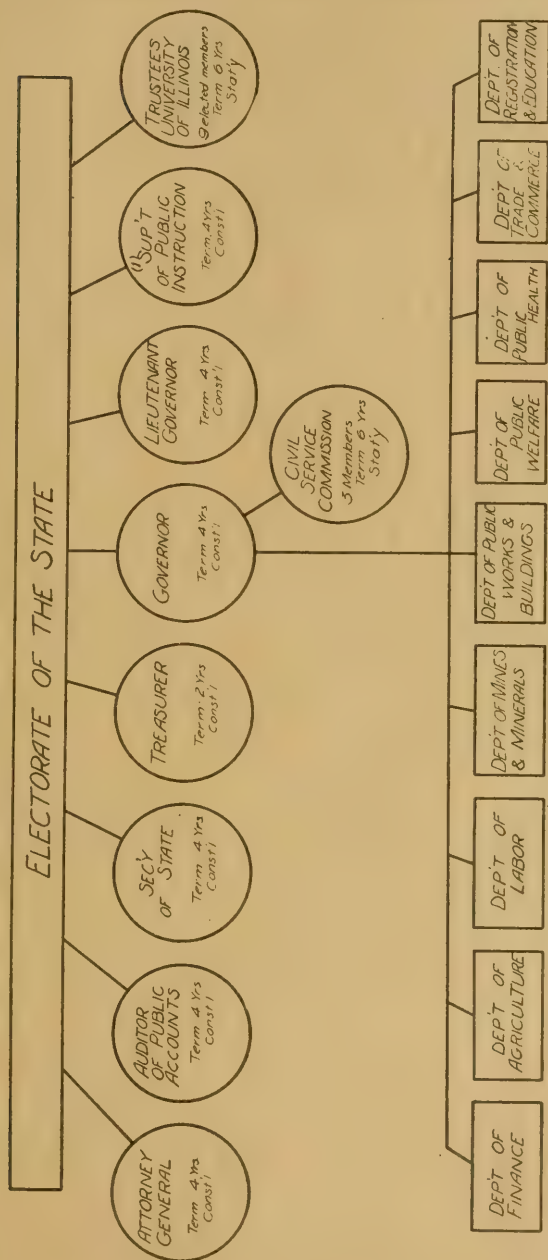 ELECTORATE OF THE STATE
ATTORNEY
GENERAL
Term 4 Yrs
Const'l
AUDITOR
OF PUBLIC
ACCOUNTS
Term 4 Yrs
Const'l
SEC'Y
OF STATE
Term 4 Yrs
Const'l
TREASURER
Term 2 Yrs
Const'l
GOVERNOR
Term 4 Yrs
Const'l
LIEUTENANT
GOVERNOR
Term 4 Yrs
Const'l
(1) SUP'T
OF PUBLIC
INSTRUCTION
Term 4 Yrs
Const'l
TRUSTEES
UNIVERSITY
OF ILLINOIS
9 elected members
Term 6 Yrs
Stat'y
CIVIL
SERVICE
COMMISSION
3 Members
Term 6 Yrs
Stat'y
DEP'T OF
FINANCE
DEP'T OF
AGRICULTURE
DEP'T OF
LABOR
DEP'T OF MINES
& MINERALS
DEP'T OF PUBLIC
WORKS &
BUILDINGS
DEP'T OF
PUBLIC
WELFARE
DEP'T OF
PUBLIC
HEALTH
DEP'T OF
TRADE &
COMMERCE
DEP'T OF
REGISTRATION
& EDUCATION